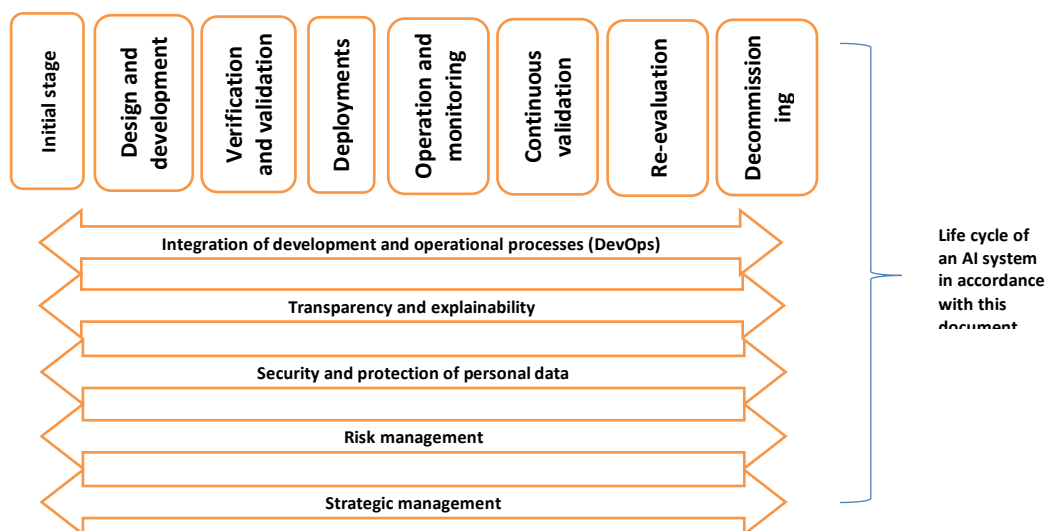 Initial stage
Design and
development
Verification
and validation
Deployments
Operation and
monitoring
Continuous
validation
Re-evaluation
Decommission
ing
Integration of development and operational processes (DevOps)
Transparency and explainability
Security and protection of personal data
Risk management
Strategic management
Life cycle of
an AI system
in accordance
with this
document